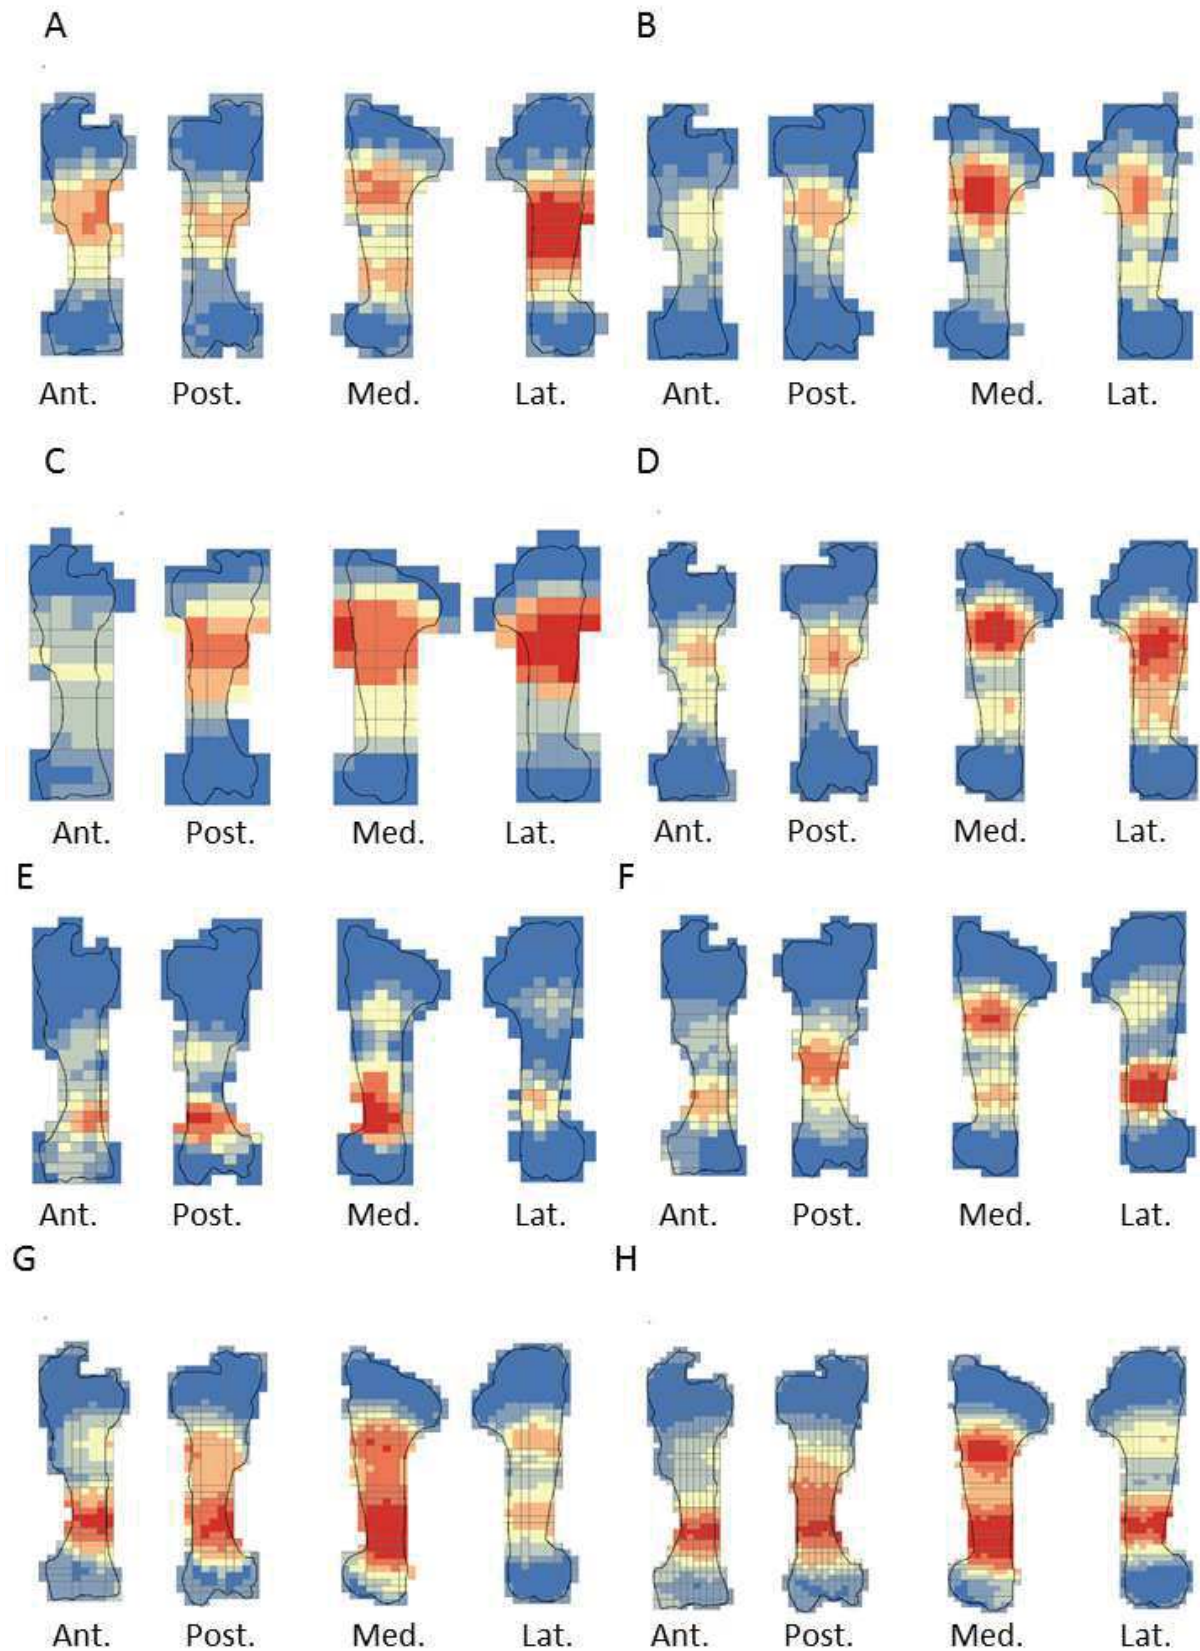 A B
Ant. Post. Med. Lat. Ant. Post. Med. Lat.
C D
Ant. Post. Med. Lat. Ant. Post. Med. Lat.
E F
Ant. Post. Med. Lat. Ant. Post. Med. Lat.
G H
Ant. Post. Med. Lat. Ant. Post. Med. Lat.